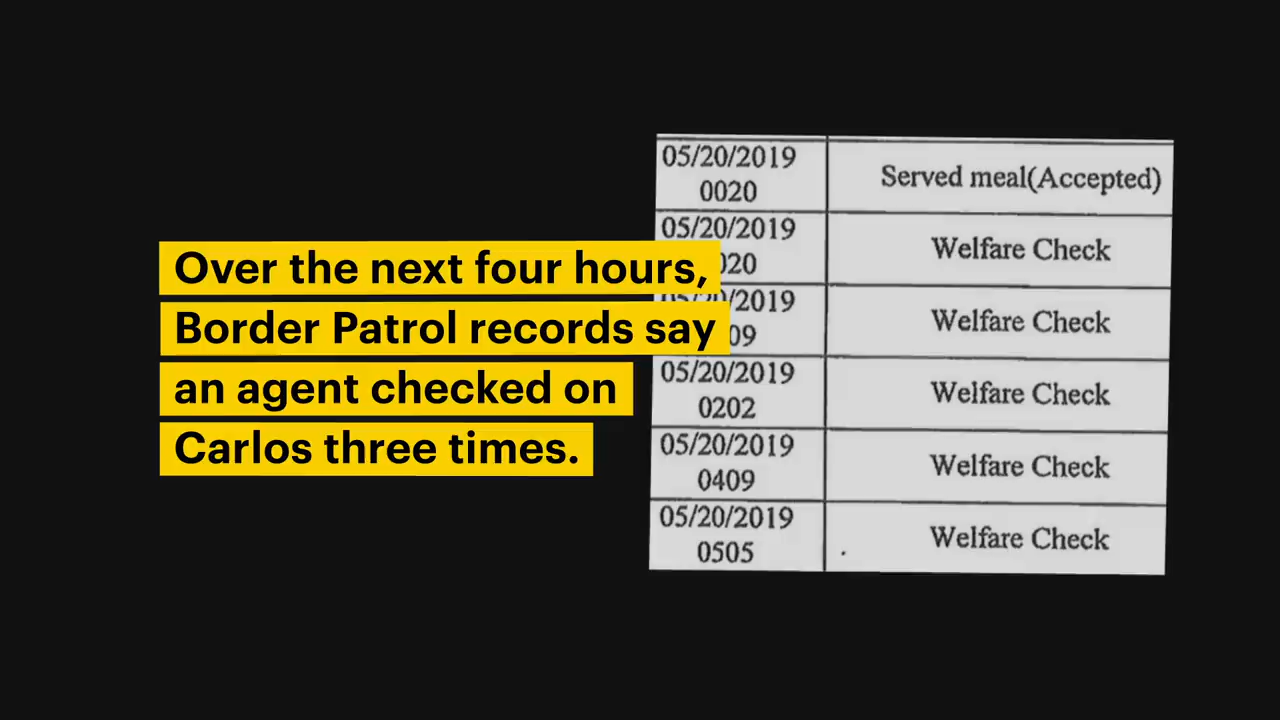 Over the next four hours,
Border Patrol records say
an agent checked on
Carlos three times.
05/20/2019
0020
Served meal(Accepted)
05/20/2019
Welfare Check
Welfare Check
05/20/2019
0202
Welfare Check
05/20/2019
0409
Welfare Check
05/20/2019
0505
Welfare Check